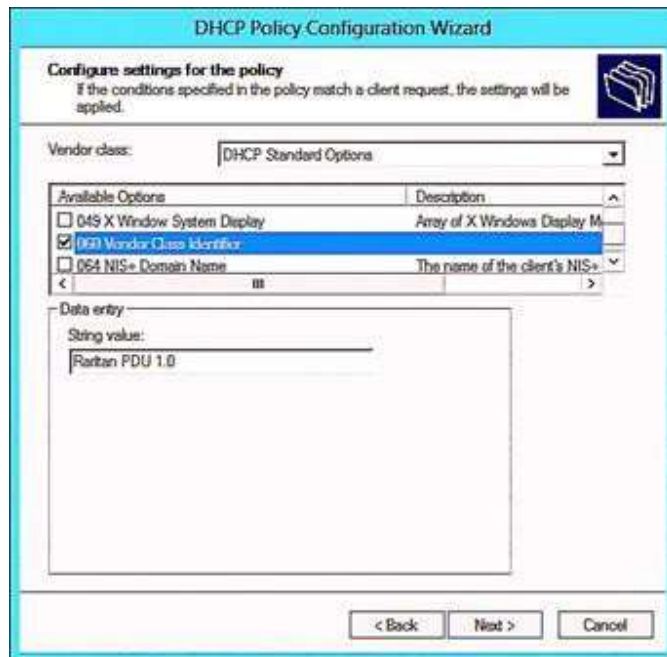 DHCP Policy Configuration Wizard
Configure settings for the policy
If the conditions specified in the policy match a client request, the settings will be
applied.
Vendor class:
DHCP Standard Options
Available Options
Description
049 X Window System Display
Array of X Windows Display M
060 Vendor Class Identifier
064 NIS+ Domain Name
The name of the client's NIS+
Data entry
String value:
Raritan PDU 1.0
< Back
Next >
Cancel